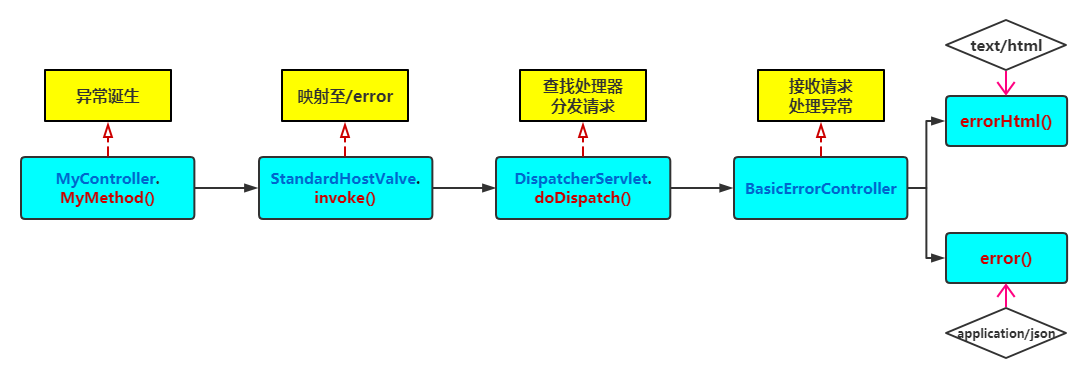 text/html
异常诞生
映射至/error
查找处理器
分发请求
接收请求
处理异常
errorHtml()
MyController.
MyMethod()
StandardHostValve.
invoke()
DispatcherServlet.
doDispatch()
BasicErrorController
error()
application/json